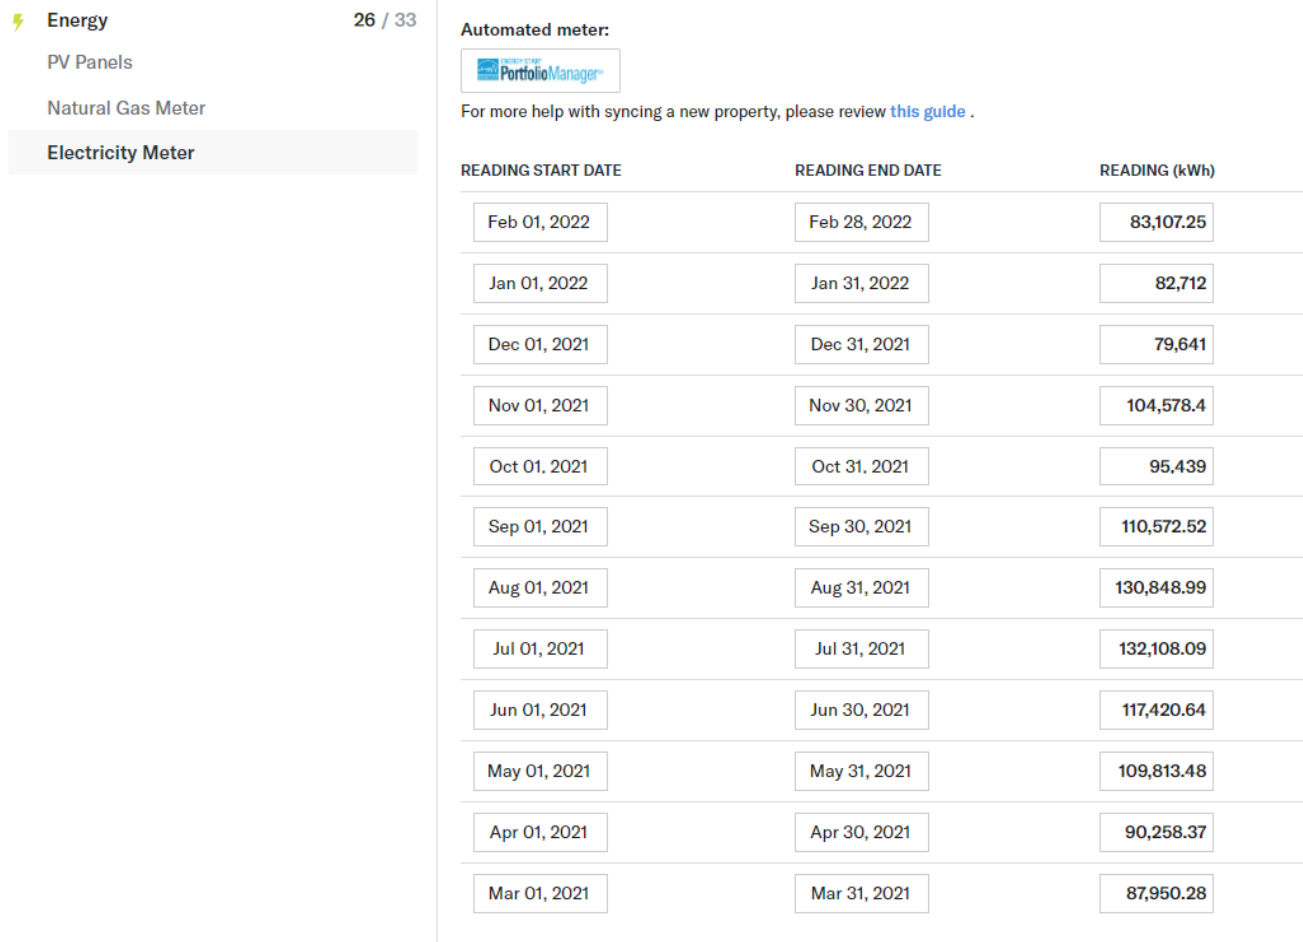 Energy 26 / 33
PV Panels
Natural Gas Meter
Electricity Meter
Automated meter:
ENERGY STAR
PortfolioManager
For more help with syncing a new property, please review this guide .
READING START DATE READING END DATE READING (kWh)
Feb 01, 2022 Feb 28, 2022 83,107.25
Jan 01, 2022 Jan 31, 2022 82,712
Dec 01, 2021 Dec 31, 2021 79,641
Nov 01, 2021 Nov 30, 2021 104,578.4
Oct 01, 2021 Oct 31, 2021 95,439
Sep 01, 2021 Sep 30, 2021 110,572.52
Aug 01, 2021 Aug 31, 2021 130,848.99
Jul 01, 2021 Jul 31, 2021 132,108.09
Jun 01, 2021 Jun 30, 2021 117,420.64
May 01, 2021 May 31, 2021 109,813.48
Apr 01, 2021 Apr 30, 2021 90,258.37
Mar 01, 2021 Mar 31, 2021 87,950.28